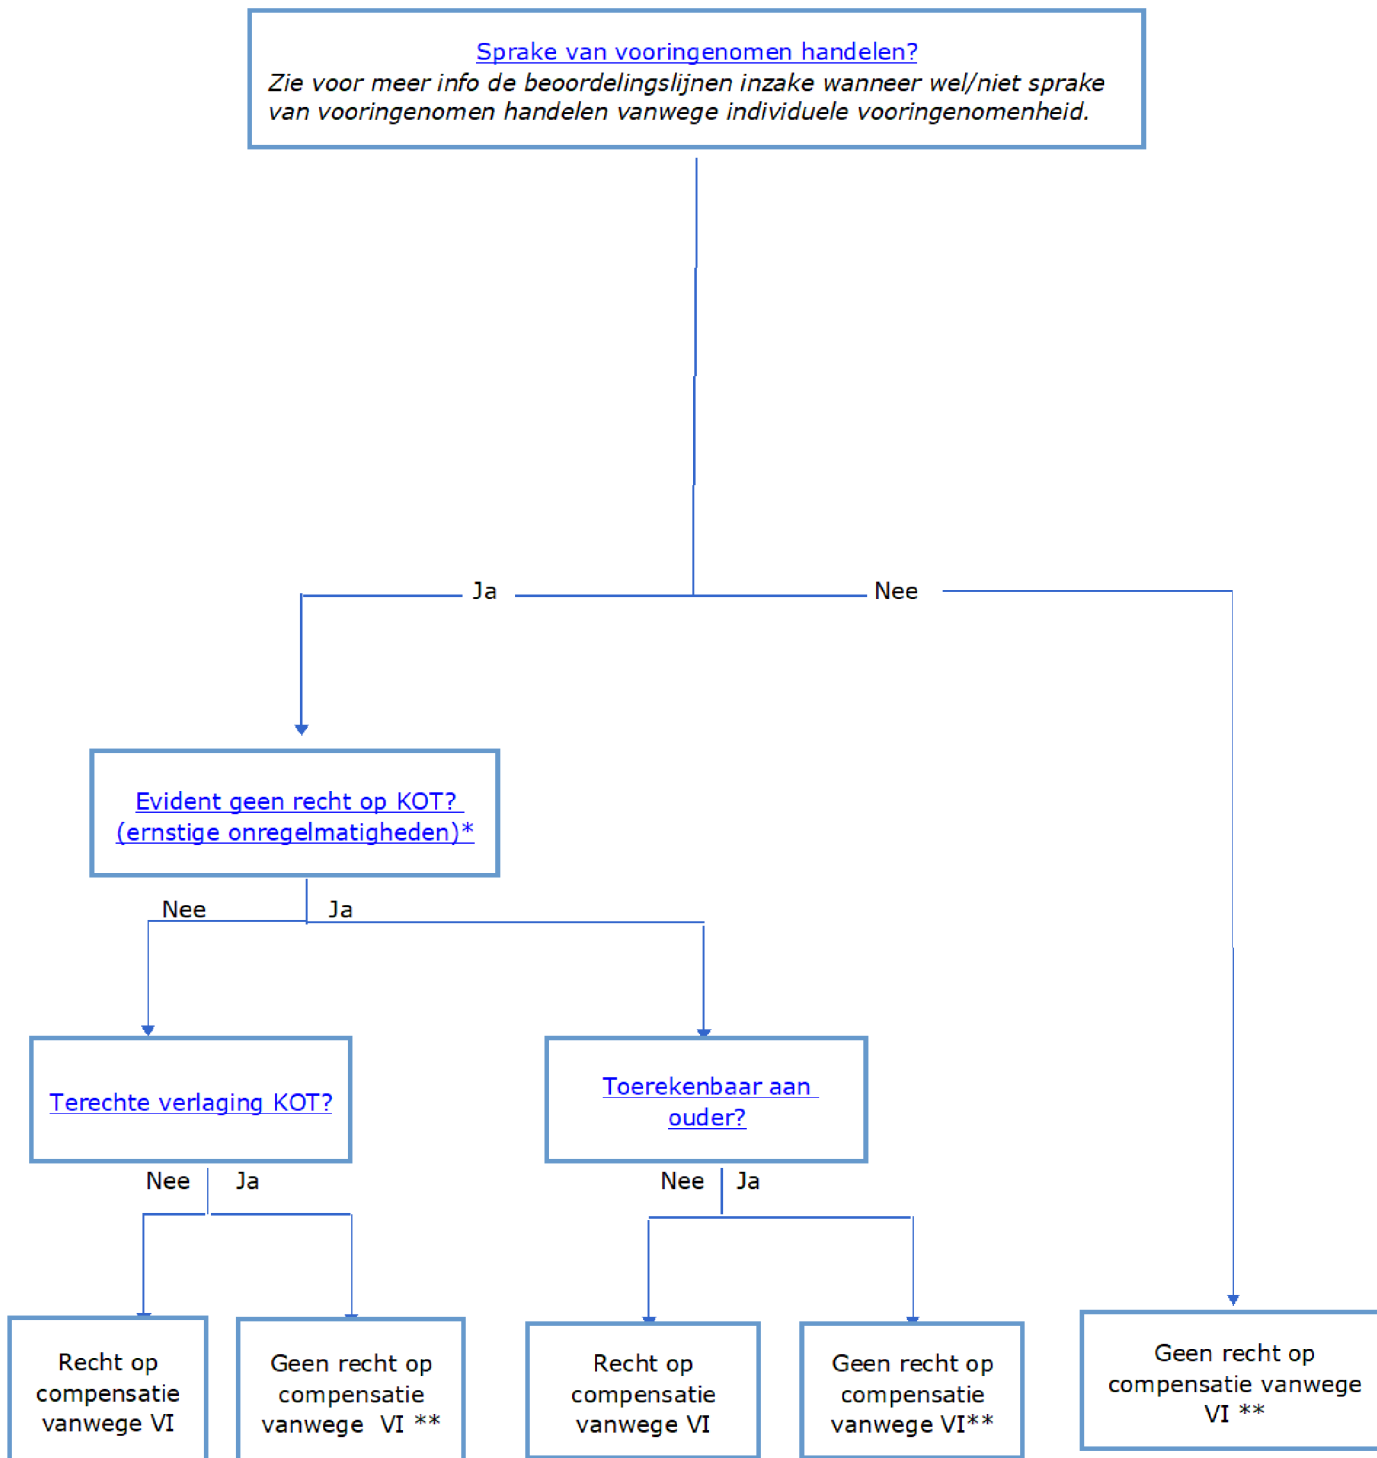 Sprake van vooringenomen handelen?
Zie voor meer info de beoordelingslijnen inzake wanneer wel/niet sprake
van vooringenomen handelen vanwege individuele vooringenomenheid.
Ja
Nee
Evident geen recht op KOT?
(ernstige onregelmatigheden)*
Nee
Ja
Terechte verlaging KOT?
Toerekenbaar aan
ouder?
Nee
Ja
Nee
Ja
Recht op
compensatie
vanwege VI
Geen recht op
compensatie
vanwege VI **
Recht op
compensatie
vanwege VI
Geen recht op
compensatie
vanwege VI**
Geen recht op
compensatie vanwege
VI **